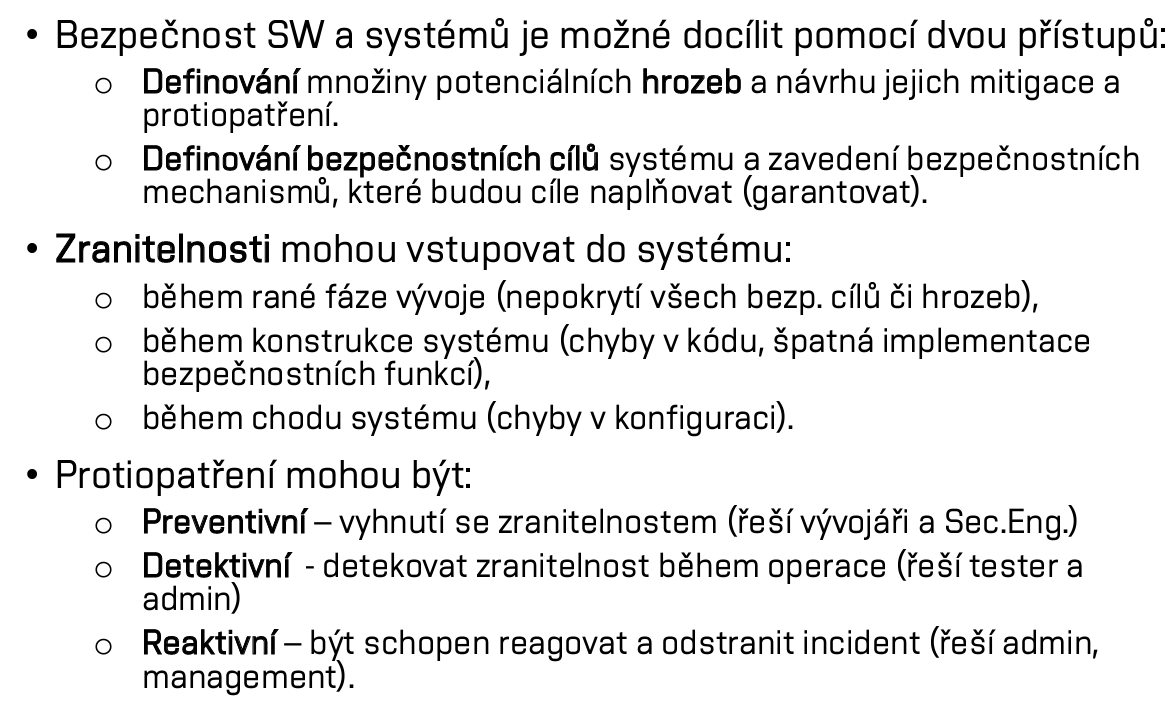 • Bezpečnost SW a systémů je možné docílit pomocí dvou přístupů:
o Definování množiny potenciálních hrozeb a návrhu jejich mitigace a
protiopatření.
o Definování bezpečnostních cílů systému a zavedení bezpečnostních
mechanismů, které budou cíle naplňovat (garantovat).
• Zranitelnosti mohou vstupovat do systému:
o během rané fáze vývoje (nepokrytí všech bezp. cílů či hrozeb),
o během konstrukce systému (chyby v kódu, špatná implementace
bezpečnostních funkcí),
o během chodu systému (chyby v konfiguraci).
• Protiopatření mohou být:
o Preventivní – vyhnutí se zranitelnostem (řeší vývojáři a Sec.Eng.)
o Detektivní - detekovat zranitelnost během operace (řeší tester a
admin)
o Reaktivní – být schopen reagovat a odstranit incident (řeší admin,
management).